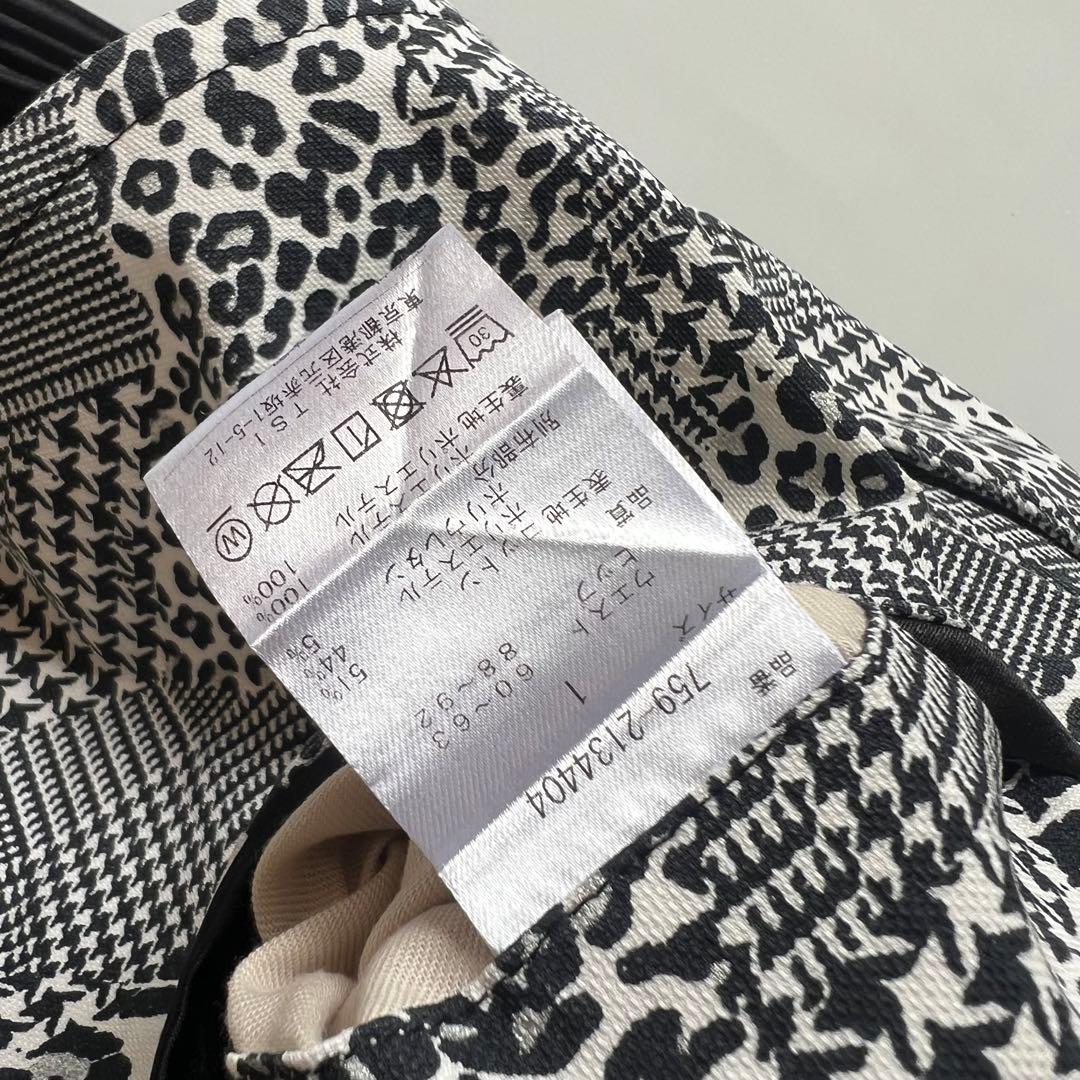 品番 759-2134404
サイズ 1
ウエスト 60~63
ヒップ 88~92
品質
表生地 コットン 51%
ポリエステル 44%
ポリウレタン 5%
別布部分 ポリエステル 100%
裏生地 ポリエステル 100%
30 W
株式会社 TSI
東京都港区元赤坂1-5-12